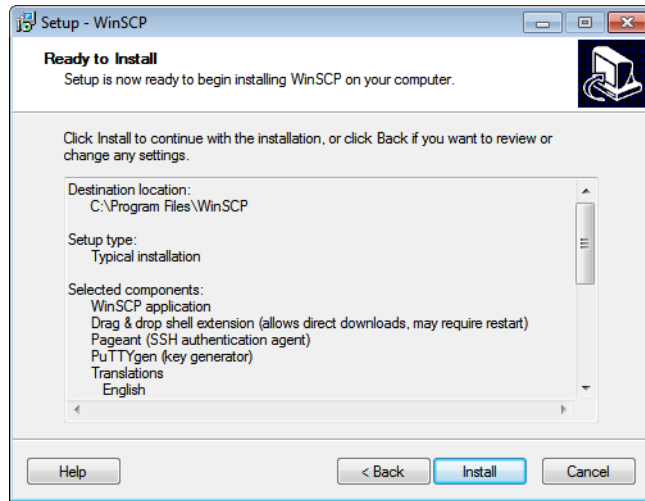 Setup - WinSCP
Ready to Install
Setup is now ready to begin installing WinSCP on your computer.
Click Install to continue with the installation, or click Back if you want to review or
change any settings.
Destination location:
C:\Program Files\WinSCP
Setup type:
Typical installation
Selected components:
WinSCP application
Drag & drop shell extension (allows direct downloads, may require restart)
Pageant (SSH authentication agent)
PuTTYgen (key generator)
Translations
English
Help
< Back
Install
Cancel